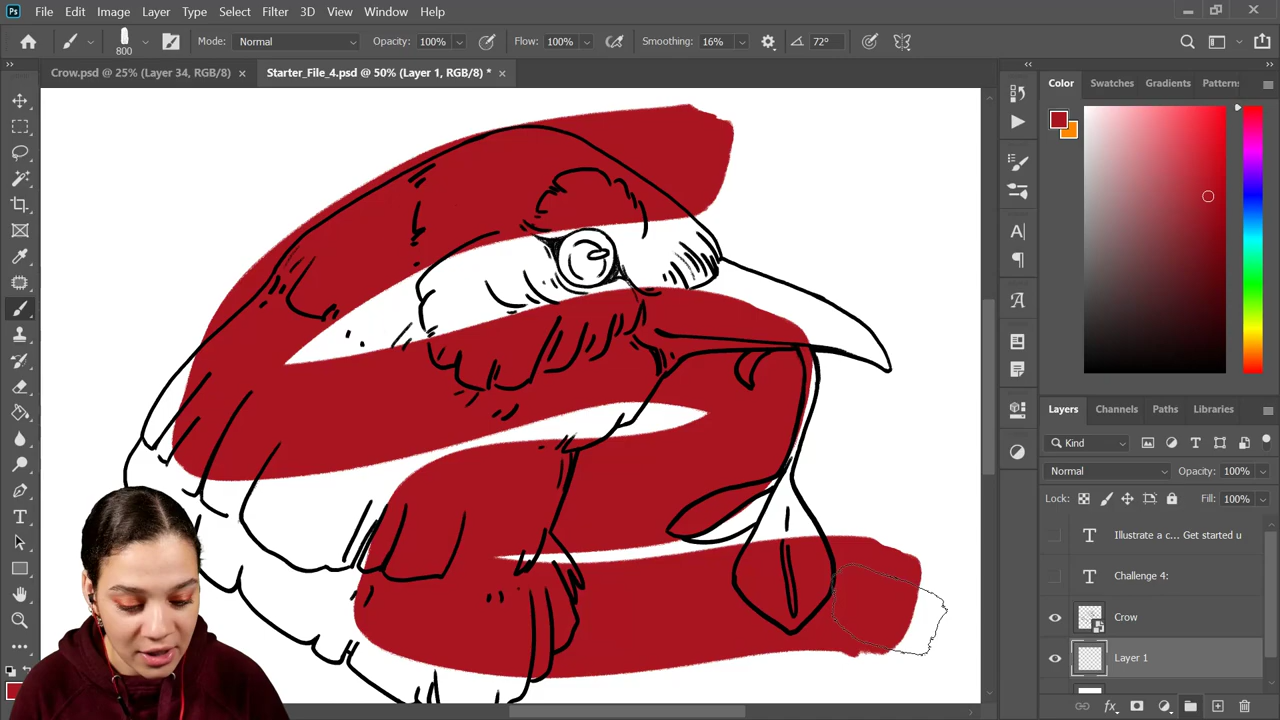 Ps File Edit Image Layer Type Select Filter 3D View Window Help
800 Mode: Normal Opacity: 100% Flow: 100% Smoothing: 16% 72°
Crow.psd @ 25% (Layer 34, RGB/8) × Starter_File_4.psd @ 50% (Layer 1, RGB/8) * ×
Color Swatches Gradients Patterns
Layers Channels Paths Libraries
Kind
Normal Opacity: 100%
Lock: Fill: 100%
T Illustrate a c... Get started u
T Challenge 4:
Crow
Layer 1
fx